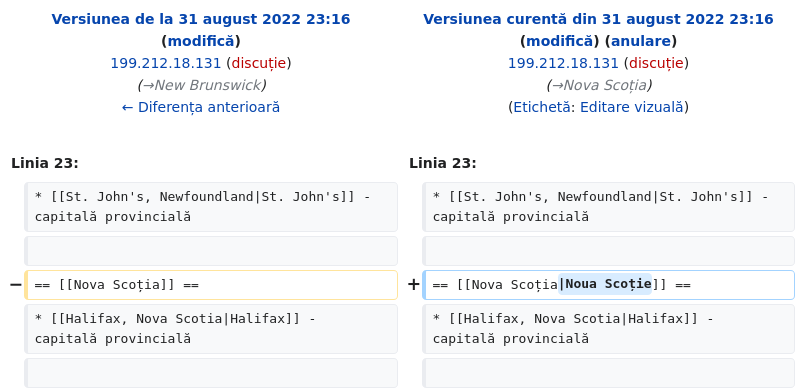 Versiunea de la 31 august 2022 23:16
(modifică)
199.212.18.131 (discuție)
(→New Brunswick)
← Diferența anterioară
Versiunea curentă din 31 august 2022 23:16
(modifică) (anulare)
199.212.18.131 (discuție)
(→Nova Scoția)
(Etichetă: Editare vizuală)
Linia 23:
Linia 23:
* [[St. John's, Newfoundland|St. John's]] -
capitală provincială
* [[St. John's, Newfoundland|St. John's]] -
capitală provincială
− == [[Nova Scoția]] ==
+ == [[Nova Scoția|Noua Scoție]] ==
* [[Halifax, Nova Scotia|Halifax]] -
capitală provincială
* [[Halifax, Nova Scotia|Halifax]] -
capitală provincială